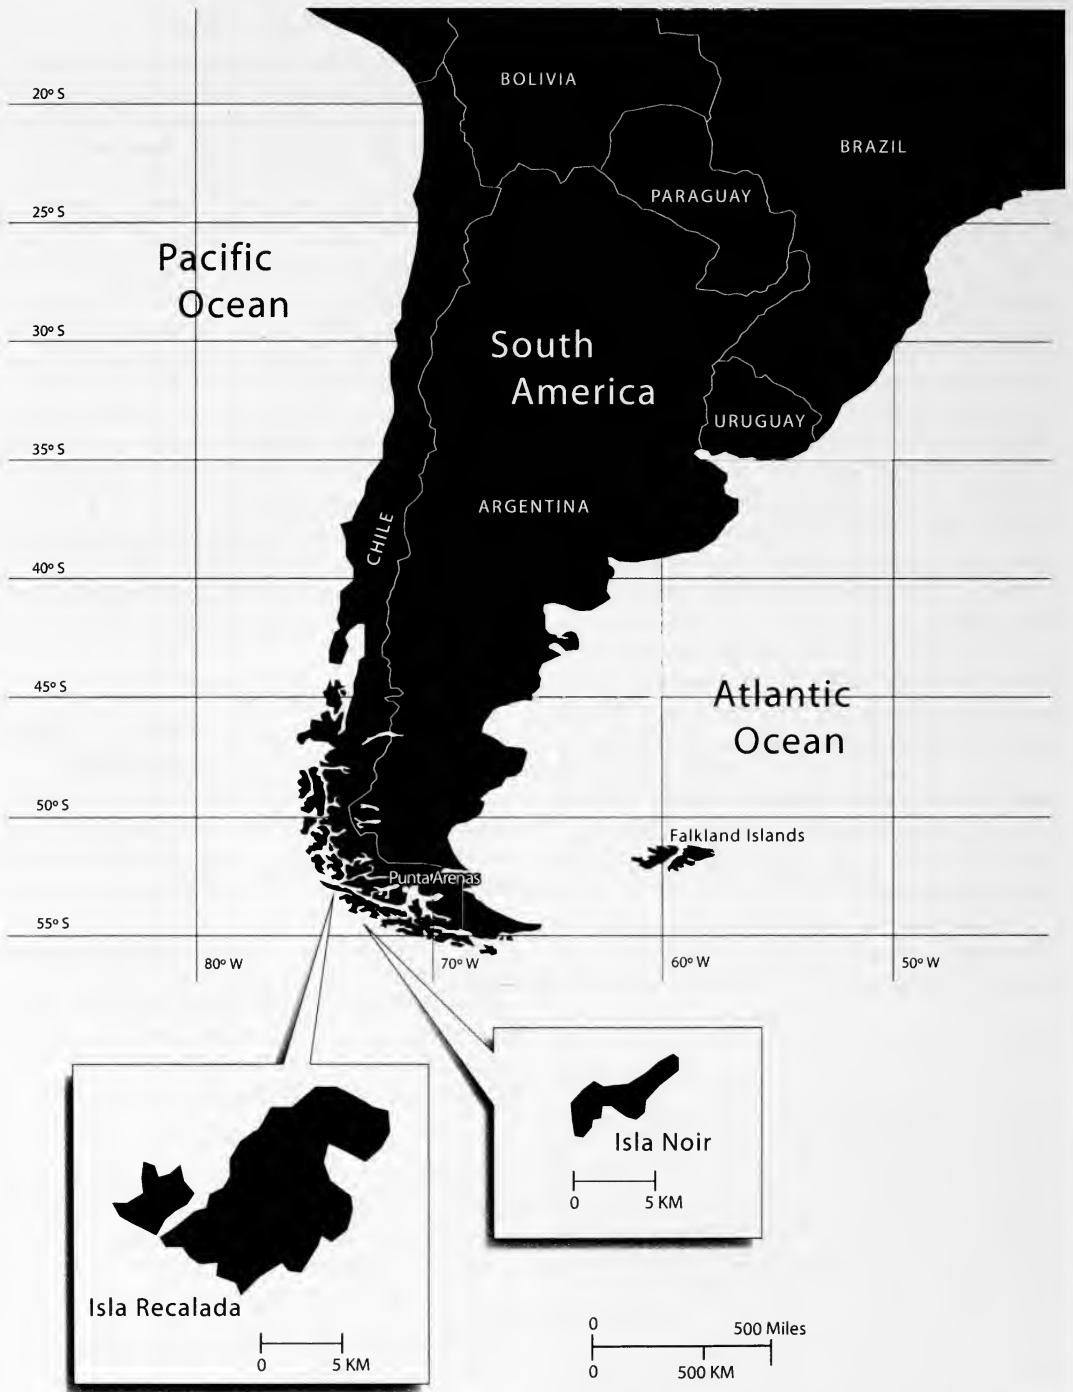 BOLIVIA
20° S
BRAZIL
PARAGUAY
25° S
Pacific
Ocean
30° S
South
America
URUGUAY
35° S
ARGENTINA
CHILE
40° S
45° S
Atlantic
Ocean
50° S
Falkland Islands
Punta Arenas
55° S
80° W
70° W
60° W
50° W
Isla Noir
0 5 KM
Isla Recalada
0 5 KM
0 500 Miles
0 500 KM